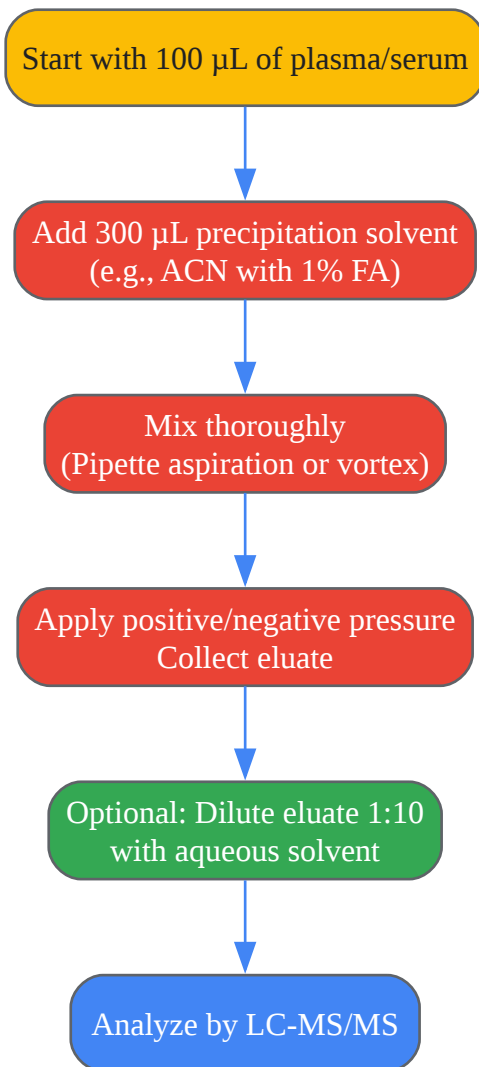 Start with 100 µL of plasma/serum
Add 300 µL precipitation solvent
(e.g., ACN with 1% FA)
Mix thoroughly
(Pipette aspiration or vortex)
Apply positive/negative pressure
Collect eluate
Optional: Dilute eluate 1:10
with aqueous solvent
Analyze by LC-MS/MS